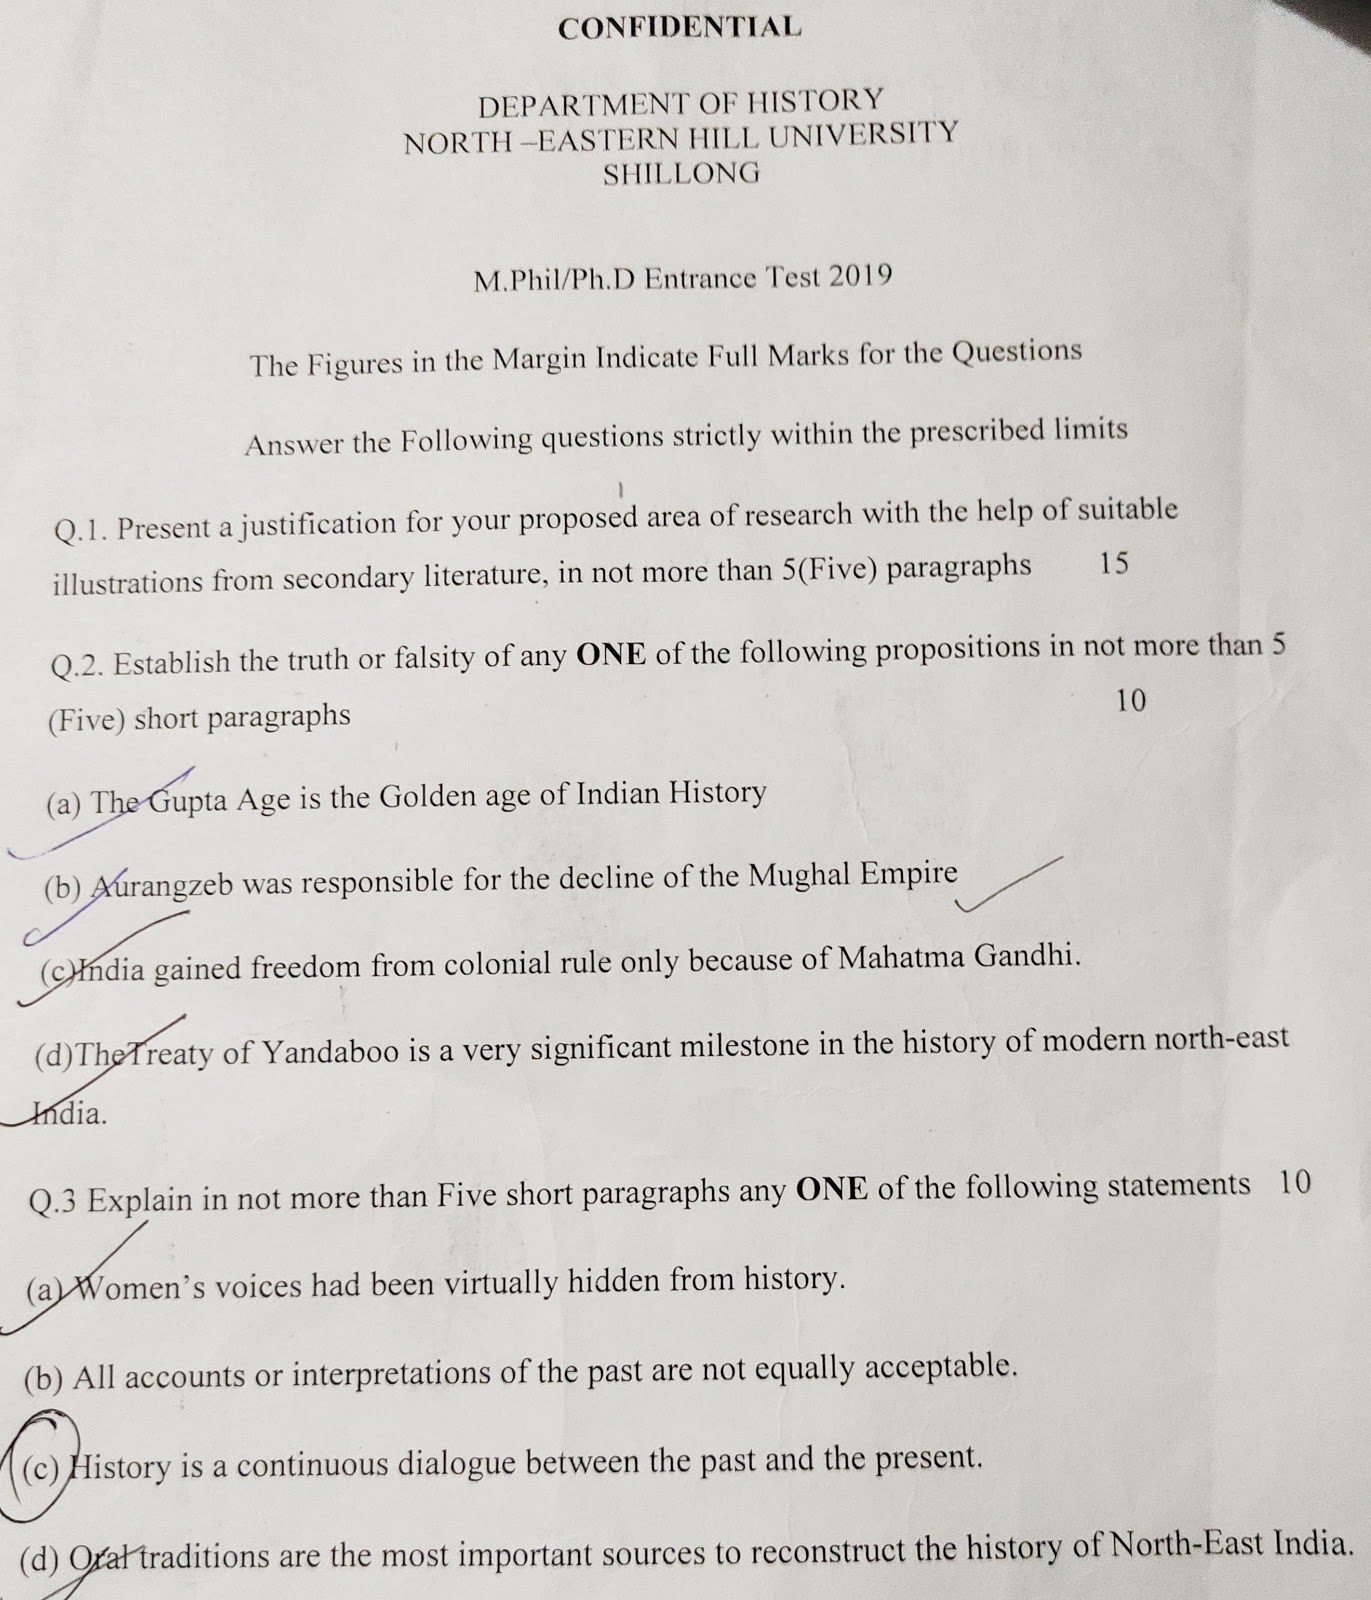 CONFIDENTIAL
DEPARTMENT OF HISTORY
NORTH –EASTERN HILL UNIVERSITY
SHILLONG
M.Phil/Ph.D Entrance Test 2019
The Figures in the Margin Indicate Full Marks for the Questions
Answer the Following questions strictly within the prescribed limits
Q.1. Present a justification for your proposed area of research with the help of suitable
illustrations from secondary literature, in not more than 5(Five) paragraphs 15
Q.2. Establish the truth or falsity of any ONE of the following propositions in not more than 5
(Five) short paragraphs 10
(a) The Gupta Age is the Golden age of Indian History
(b) Aurangzeb was responsible for the decline of the Mughal Empire
(c)India gained freedom from colonial rule only because of Mahatma Gandhi.
(d)TheTreaty of Yandaboo is a very significant milestone in the history of modern north-east
India.
Q.3 Explain in not more than Five short paragraphs any ONE of the following statements 10
(a) Women’s voices had been virtually hidden from history.
(b) All accounts or interpretations of the past are not equally acceptable.
(c) History is a continuous dialogue between the past and the present.
(d) Oral traditions are the most important sources to reconstruct the history of North-East India.